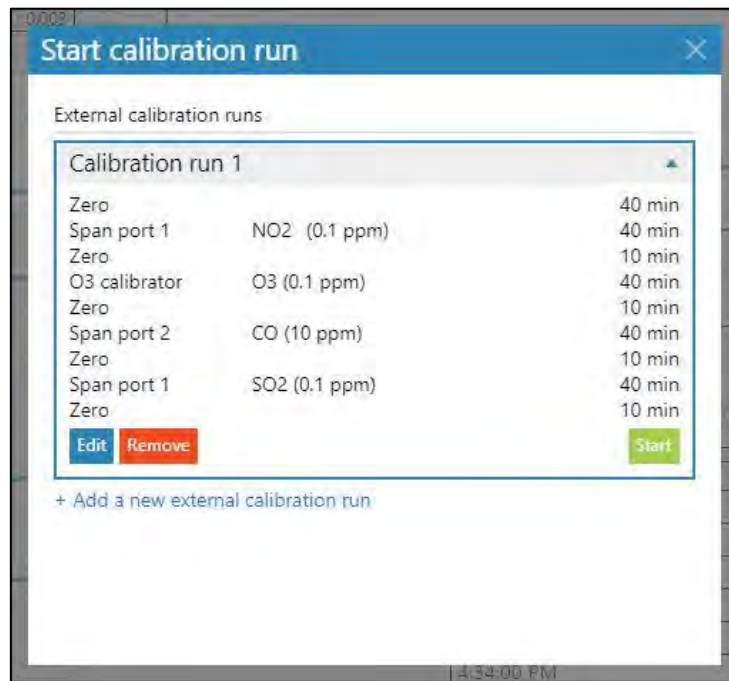 0.003
Start calibration run
External calibration runs
Calibration run 1
Zero 40 min
Span port 1 NO2 (0.1 ppm) 40 min
Zero 10 min
O3 calibrator O3 (0.1 ppm) 40 min
Zero 10 min
Span port 2 CO (10 ppm) 40 min
Zero 10 min
Span port 1 SO2 (0.1 ppm) 40 min
Zero 10 min
Edit Remove Start
+ Add a new external calibration run
4:34:00 PM